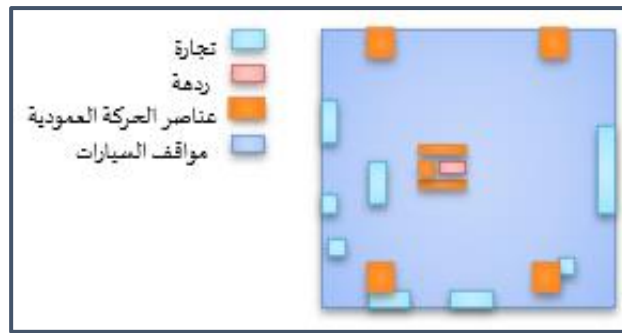 تجارة
ردهة
عناصر الحركة العمودية
مواقف السيارات